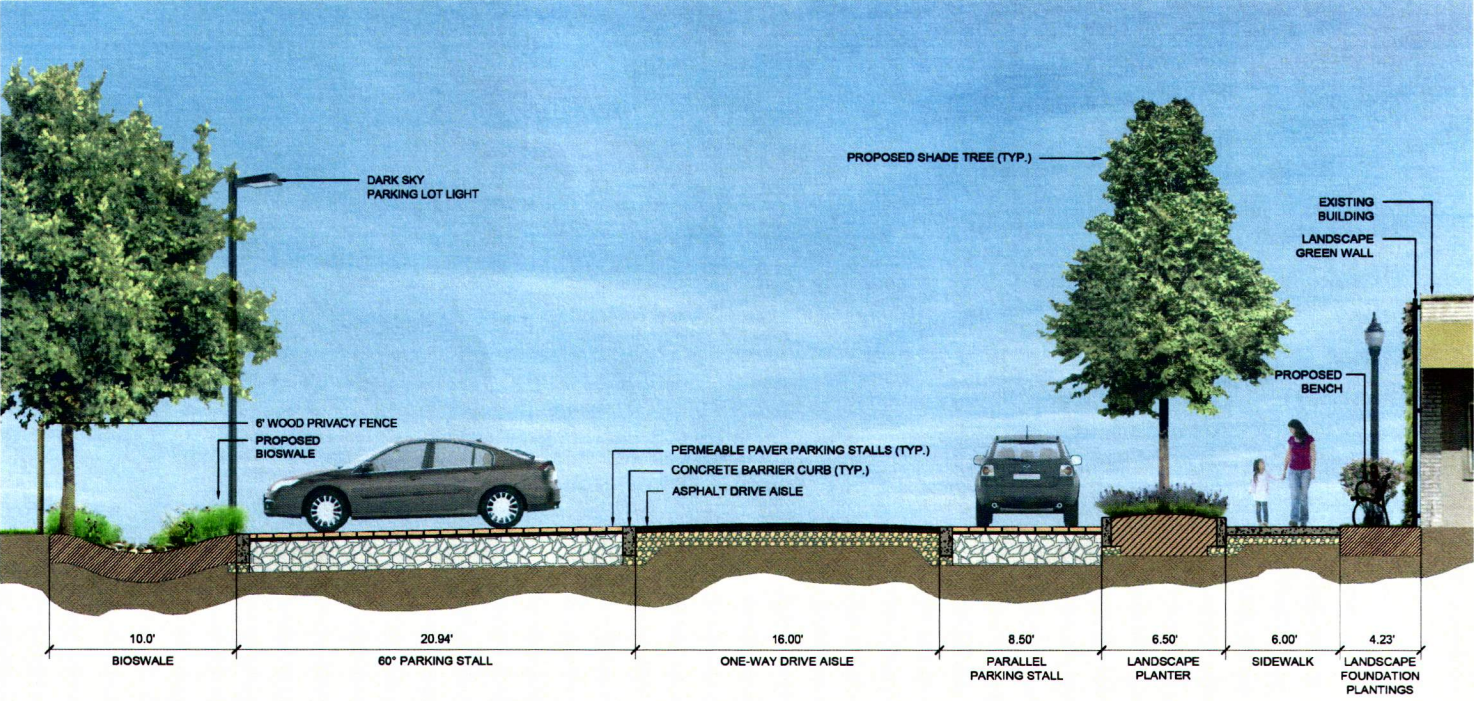 PROPOSED SHADE TREE (TYP.)
DARK SKY
PARKING LOT LIGHT
EXISTING
BUILDING
LANDSCAPE
GREEN WALL
PROPOSED
BENCH
6' WOOD PRIVACY FENCE
PROPOSED
BIOSWALE
PERMEABLE PAVER PARKING STALLS (TYP.)
CONCRETE BARRIER CURB (TYP.)
ASPHALT DRIVE AISLE
10.0'
BIOSWALE
20.94'
60° PARKING STALL
16.00'
ONE-WAY DRIVE AISLE
8.50'
PARALLEL
PARKING STALL
6.50'
LANDSCAPE
PLANTER
6.00'
SIDEWALK
4.23'
LANDSCAPE
FOUNDATION
PLANTINGS